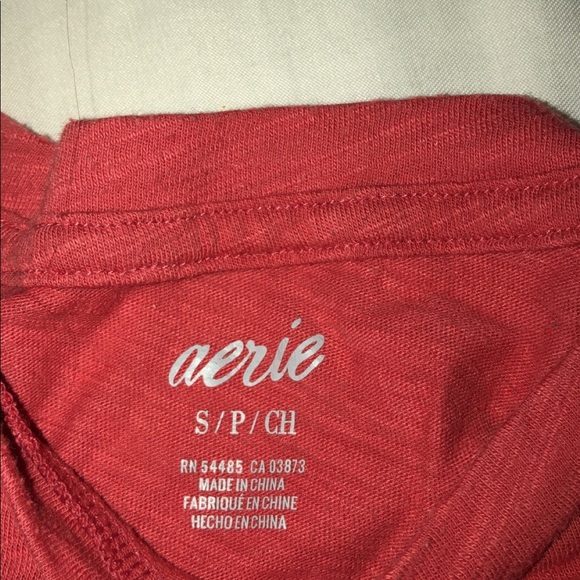 aerie
S / P / CH
RN 54485 CA 03873
MADE IN CHINA
FABRIQUÉ EN CHINE
HECHO EN CHINA